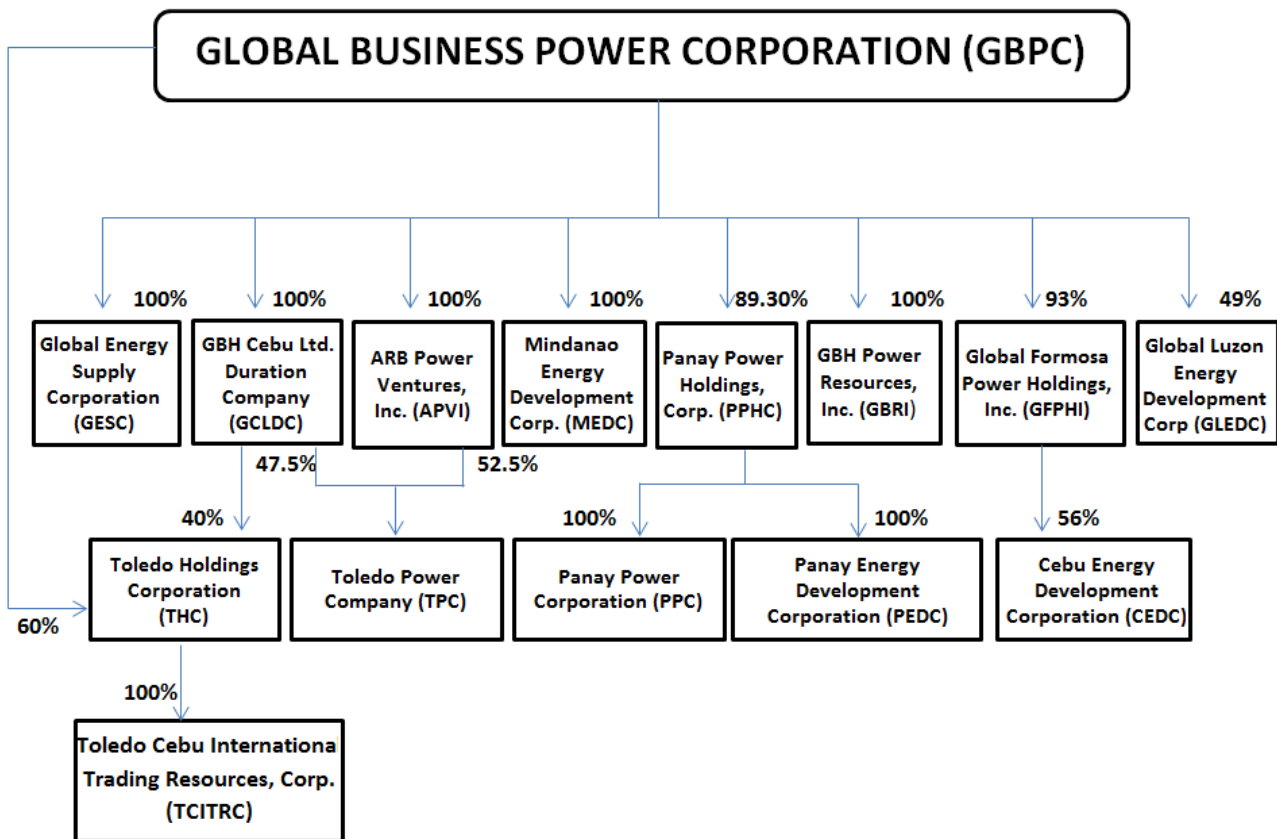 GLOBAL BUSINESS POWER CORPORATION (GBPC)
100%
100%
100%
100%
89.30%
100%
93%
49%
Global Energy
Supply
Corporation
(GESC)
GBH Cebu Ltd.
Duration
Company
(GCLDC)
ARB Power
Ventures,
Inc. (APVI)
Mindanao
Energy
Development
Corp. (MEDC)
Panay Power
Holdings,
Corp. (PPHC)
GBH Power
Resources,
Inc. (GBRI)
Global Formosa
Power Holdings,
Inc. (GFPHI)
Global Luzon
Energy
Development
Corp (GLEDC)
47.5%
52.5%
40%
100%
100%
56%
Toledo Holdings
Corporation
(THC)
Toledo Power
Company (TPC)
Panay Power
Corporation (PPC)
Panay Energy
Development
Corporation (PEDC)
Cebu Energy
Development
Corporation (CEDC)
60%
100%
Toledo Cebu Internationa
Trading Resources, Corp.
(TCITRC)